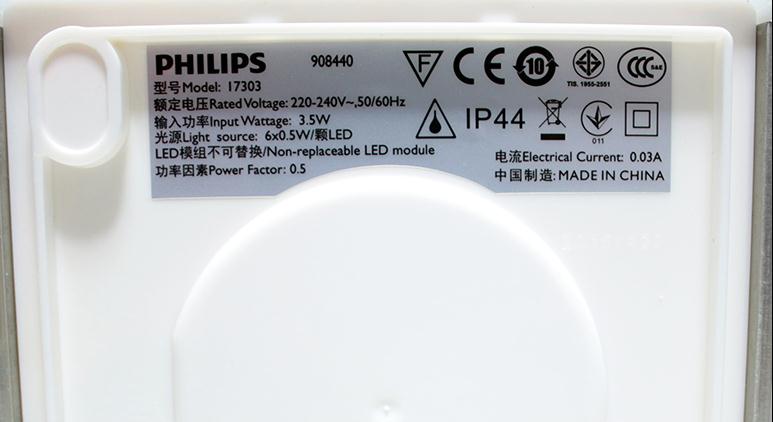 PHILIPS 908440
型号Model: 17303
额定电压Rated Voltage: 220-240V~,50/60Hz
输入功率Input Wattage: 3.5W
光源Light source: 6x0.5W/颗LED
LED模组不可替换/Non-replaceable LED module
功率因素Power Factor: 0.5
F CE 10 TIS. 1955-2551 CCC S&E
IP44 011
电流Electrical Current: 0.03A
中国制造: MADE IN CHINA